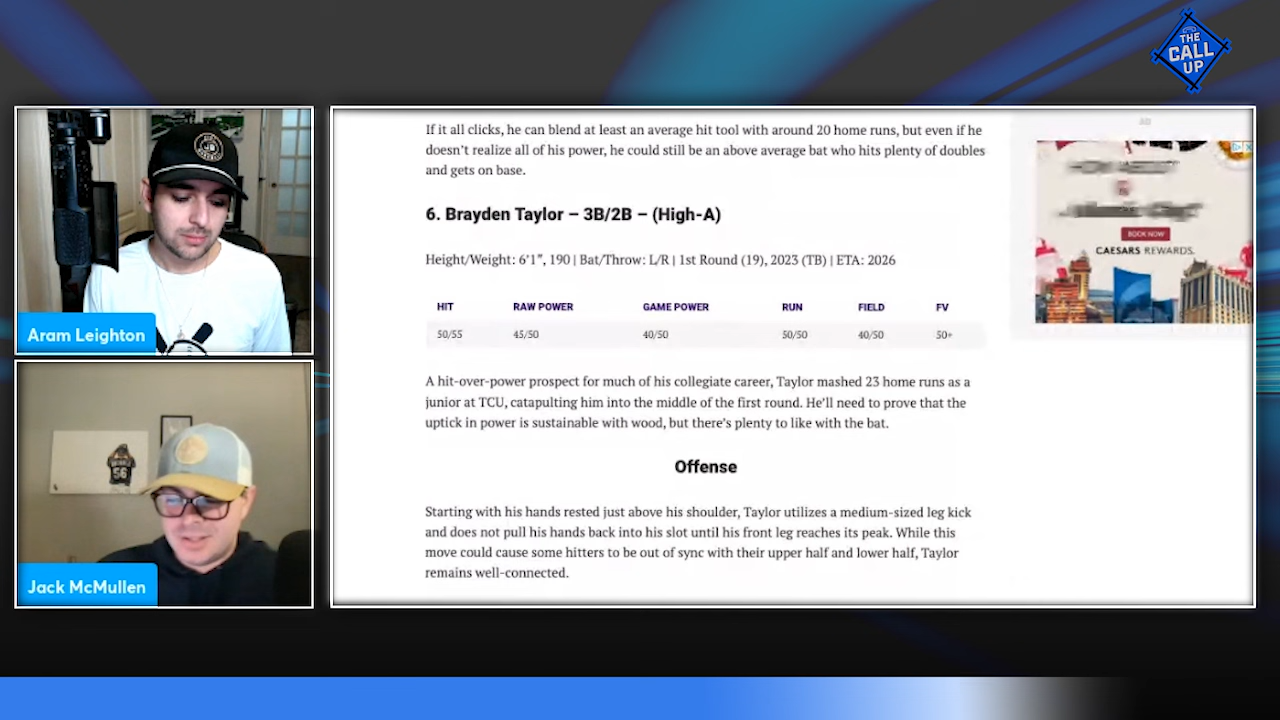 THE
CALL
UP
If it all clicks, he can blend at least an average hit tool with around 20 home runs, but even if he
doesn't realize all of his power, he could still be an above average bat who hits plenty of doubles
and gets on base.
6. Brayden Taylor – 3B/2B – (High-A)
Height/Weight: 6'1", 190 | Bat/Throw: L/R | 1st Round (19), 2023 (TB) | ETA: 2026
HIT RAW POWER GAME POWER RUN FIELD FV
50/55 45/50 40/50 50/50 40/50 50+
A hit-over-power prospect for much of his collegiate career, Taylor mashed 23 home runs as a
junior at TCU, catapulting him into the middle of the first round. He'll need to prove that the
uptick in power is sustainable with wood, but there's plenty to like with the bat.
Offense
Starting with his hands rested just above his shoulder, Taylor utilizes a medium-sized leg kick
and does not pull his hands back into his slot until his front leg reaches its peak. While this
move could cause some hitters to be out of sync with their upper half and lower half, Taylor
remains well-connected.
AD
BOOK NOW
CAESARS REWARDS.
Aram Leighton
56
Jack McMullen